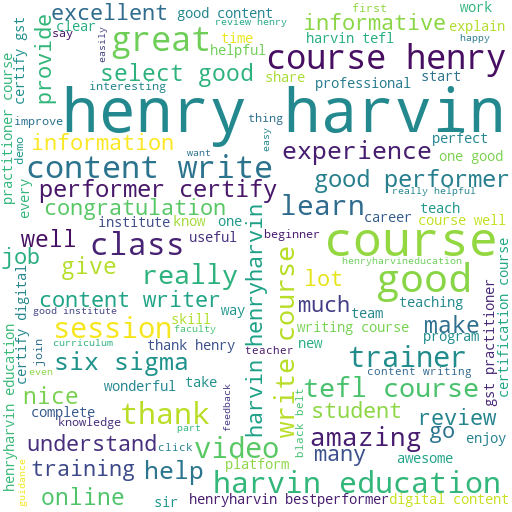 excellent
good content
review henry
first
work
clear
say
easily
great
informative
explain
certify gst
provide
time
helpful
harvin tefl
course henry
select good
share
professional
start
happy
interesting
henry harvin
practitioner course
improve
thing
easy
perfect
information
demo
want
experience
one good
content write
really helpful
good performer
performer certify
every
learn
teach
congratulation
career
course well
institute
know
one
well
class
useful
beginner
course
job
give
really
henryharvineducation
good
certify digital
good institute
content writer
way
harvin henryharvin
write course
lot
teaching
gst practitioner
certification course
session
skill
much
team
make
faculty
writing course
program
join
curriculum
thank henry
teacher
new
trainer
six sigma
content writing
henryharvin education
even
nice
wonderful
take
tefl course
complete
thank
feedback
black belt
student
review
knowledge
part
amazing
go
enjoy
understand
click
video
many
awesome
training
help
platform
harvin education
guidance
online
sir
henryharvin bestperformer
digital content